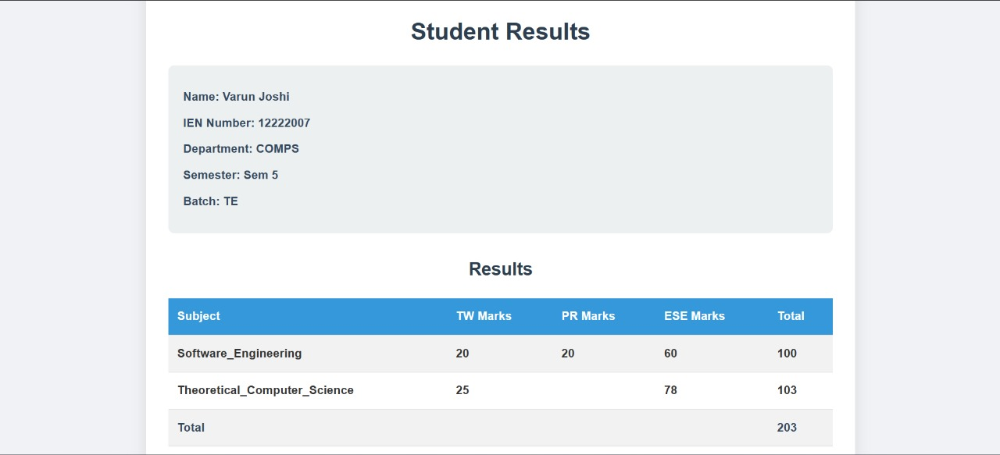 Student Results
Name: Varun Joshi
IEN Number: 12222007
Department: COMPS
Semester: Sem 5
Batch: TE
Results
Subject TW Marks PR Marks ESE Marks Total
Software_Engineering 20 20 60 100
Theoretical_Computer_Science 25 78 103
Total 203